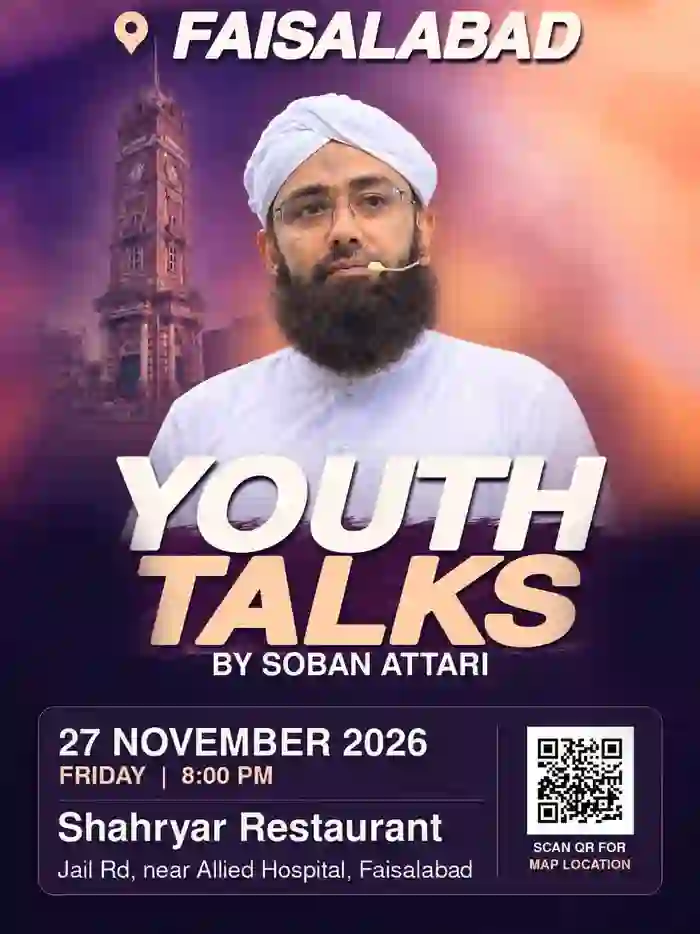 FAISALABAD
YOUTH
TALKS
BY SOBAN ATTARI
27 NOVEMBER 2026
FRIDAY | 8:00 PM
Shahryar Restaurant
Jail Rd, near Allied Hospital, Faisalabad
SCAN QR FOR
MAP LOCATION